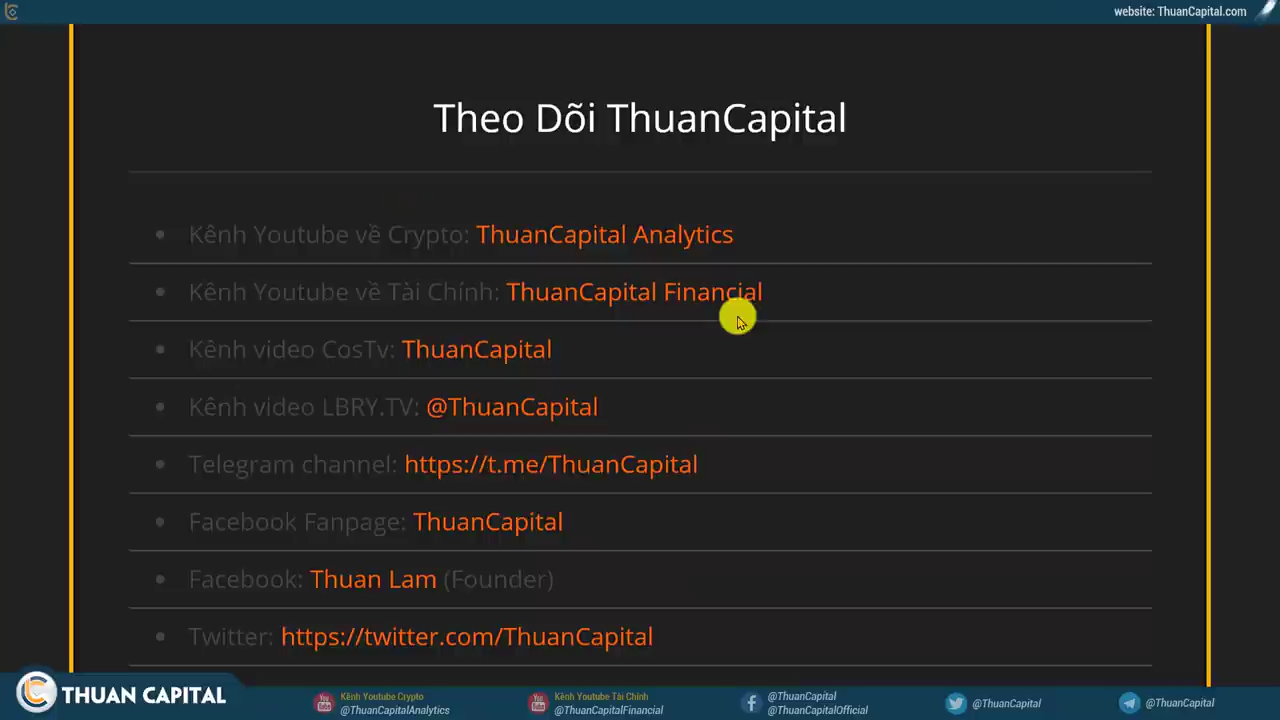 website: ThuanCapital.com
Theo Dõi ThuanCapital
• Kênh Youtube về Crypto: ThuanCapital Analytics
• Kênh Youtube về Tài Chính: ThuanCapital Financial
• Kênh video CosTv: ThuanCapital
• Kênh video LBRY.TV: @ThuanCapital
• Telegram channel: https://t.me/ThuanCapital
• Facebook Fanpage: ThuanCapital
• Facebook: Thuan Lam (Founder)
• Twitter: https://twitter.com/ThuanCapital
THUAN CAPITAL
Kênh Youtube Crypto
@ThuanCapitalAnalytics
Kênh Youtube Tài Chính
@ThuanCapitalFinancial
@ThuanCapital
@ThuanCapitalOfficial
@ThuanCapital
@ThuanCapital